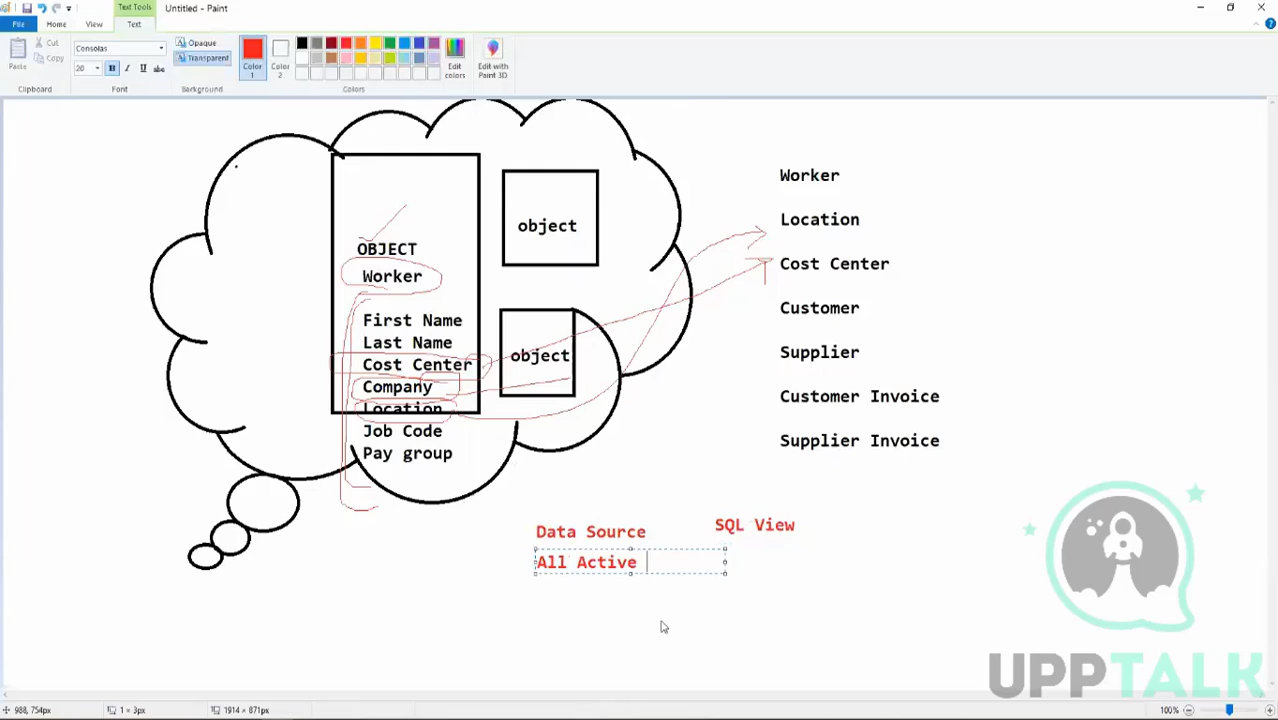 Text Tools
Untitled - Paint
File
Home
View
Text
Paste
Cut
Copy
Clipboard
Consolas
20
B
I
U
abc
Font
Opaque
Transparent
Background
Color 1
Color 2
Edit colors
Colors
Edit with Paint 3D
OBJECT
Worker
First Name
Last Name
Cost Center
Company
Location
Job Code
Pay group
object
object
Worker
Location
Cost Center
Customer
Supplier
Customer Invoice
Supplier Invoice
Data Source
SQL View
All Active
UPPTALK
988, 754px
1 × 3px
1914 × 871px
100%